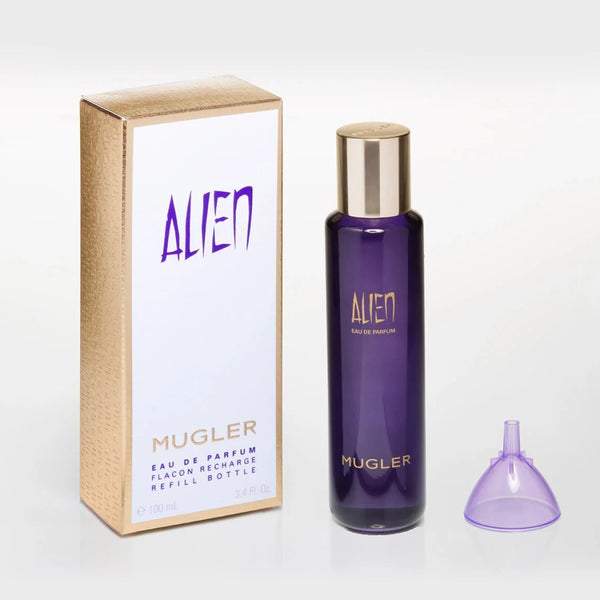 ALIEN
MUGLER
EAU DE PARFUM
FLACON RECHARGE
REFILL BOTTLE
℮ 100 mL 3.4 Fl. Oz.
ALIEN
EAU DE PARFUM
MUGLER